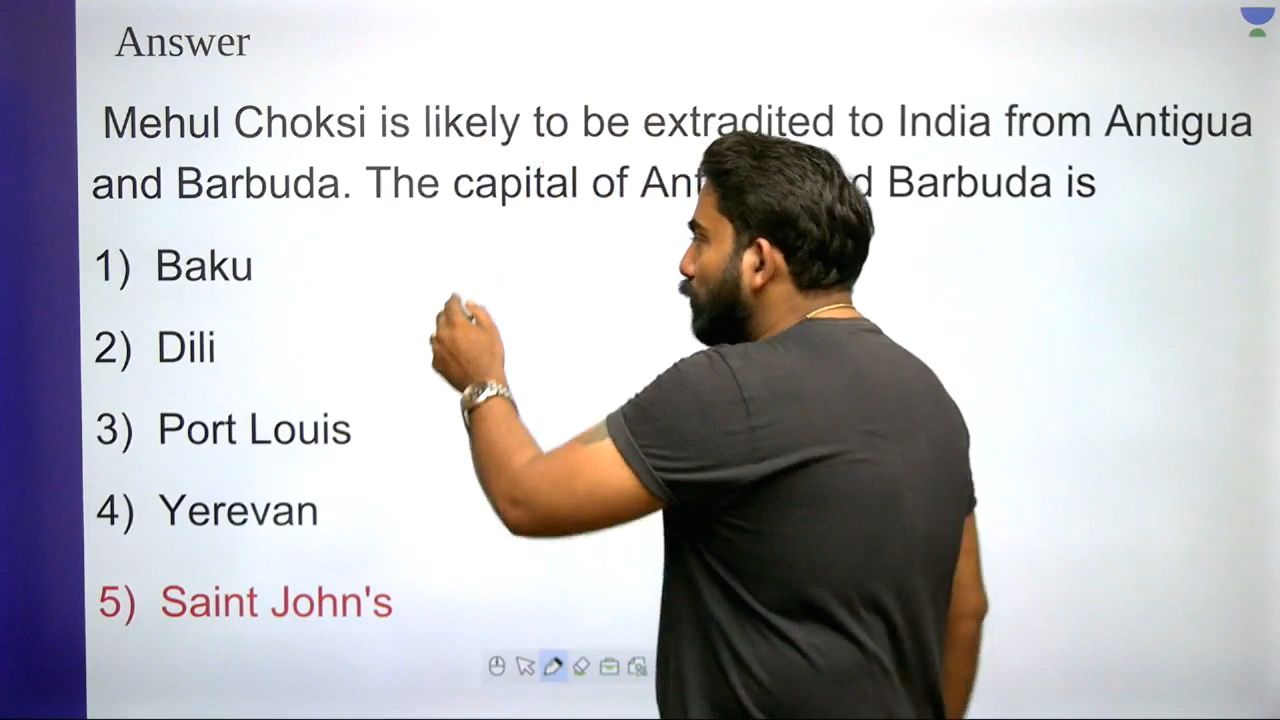 Answer
Mehul Choksi is likely to be extradited to India from Antigua
and Barbuda. The capital of Barbuda is
1) Baku
2) Dili
3) Port Louis
4) Yerevan
5) Saint John's